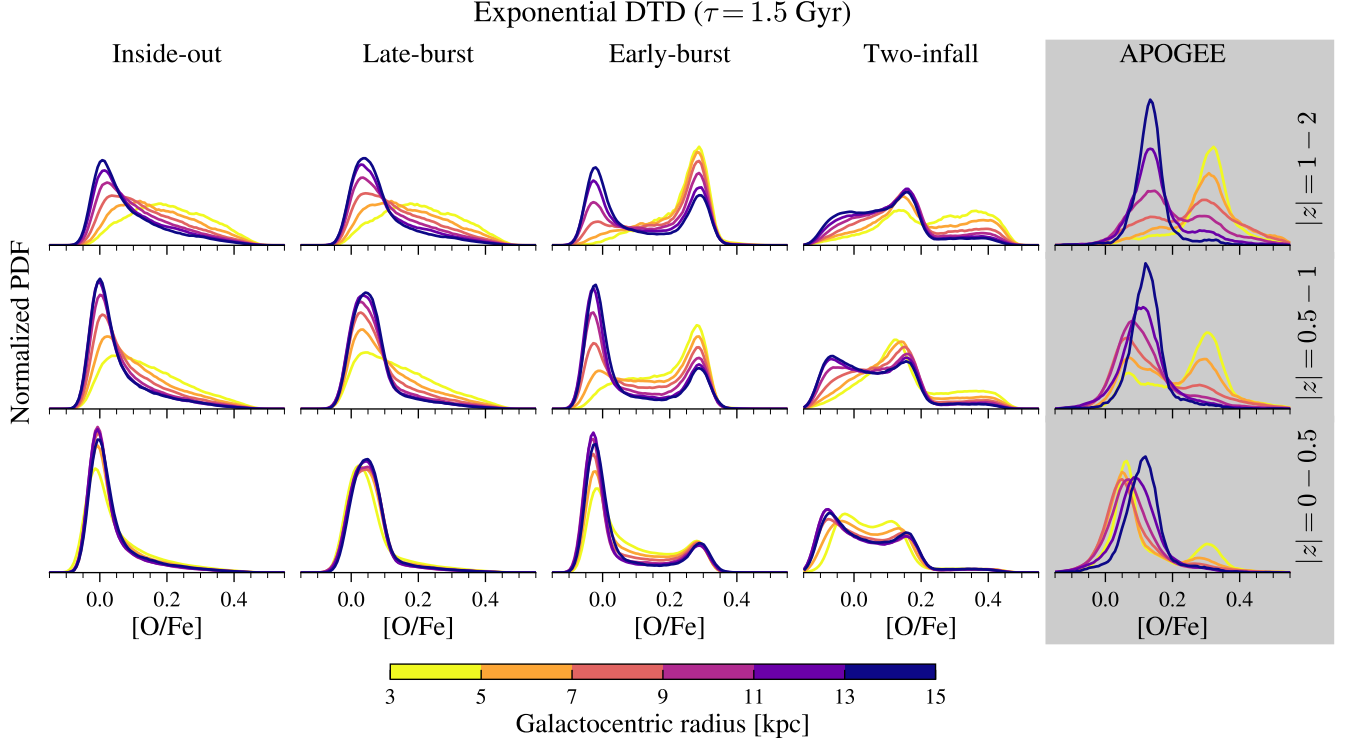 Exponential DTD (τ = 1.5 Gyr)
Inside-out
Late-burst
Early-burst
Two-infall
APOGEE
Normalized PDF
|z| = 1 − 2
|z| = 0.5 − 1
|z| = 0 − 0.5
0.0 0.2 0.4
0.0 0.2 0.4
0.0 0.2 0.4
0.0 0.2 0.4
0.0 0.2 0.4
[O/Fe]
[O/Fe]
[O/Fe]
[O/Fe]
[O/Fe]
3 5 7 9 11 13 15
Galactocentric radius [kpc]